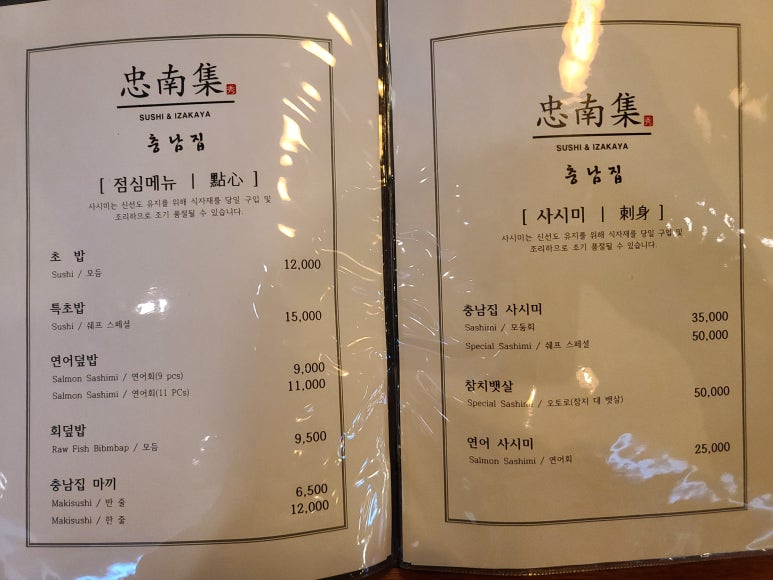 忠南集
秀
SUSHI & IZAKAYA
충남집
[ 점심메뉴 | 點心 ]
사시미는 신선도 유지를 위해 식자재를 당일 구입 및
조리하므로 조기 품절될 수 있습니다.
초 밥
Sushi / 모듬
12,000
특초밥
Sushi / 쉐프 스페셜
15,000
연어덮밥
Salmon Sashimi / 연어회(9 pcs)
9,000
Salmon Sashimi / 연어회(11 PCs)
11,000
회덮밥
Raw Fish Bibmbap / 모듬
9,500
충남집 마끼
Makisushi / 반 줄
6,500
Makisushi / 한 줄
12,000
忠南集
秀
SUSHI & IZAKAYA
충남집
[ 사시미 | 刺身 ]
사시미는 신선도 유지를 위해 식자재를 당일 구입 및
조리하므로 조기 품절될 수 있습니다.
충남집 사시미
Sashimi / 모둠회
35,000
Special Sashimi / 쉐프 스페셜
50,000
참치뱃살
Special Sashimi / 오토로(참치 대 뱃살)
50,000
연어 사시미
Salmon Sashimi / 연어회
25,000